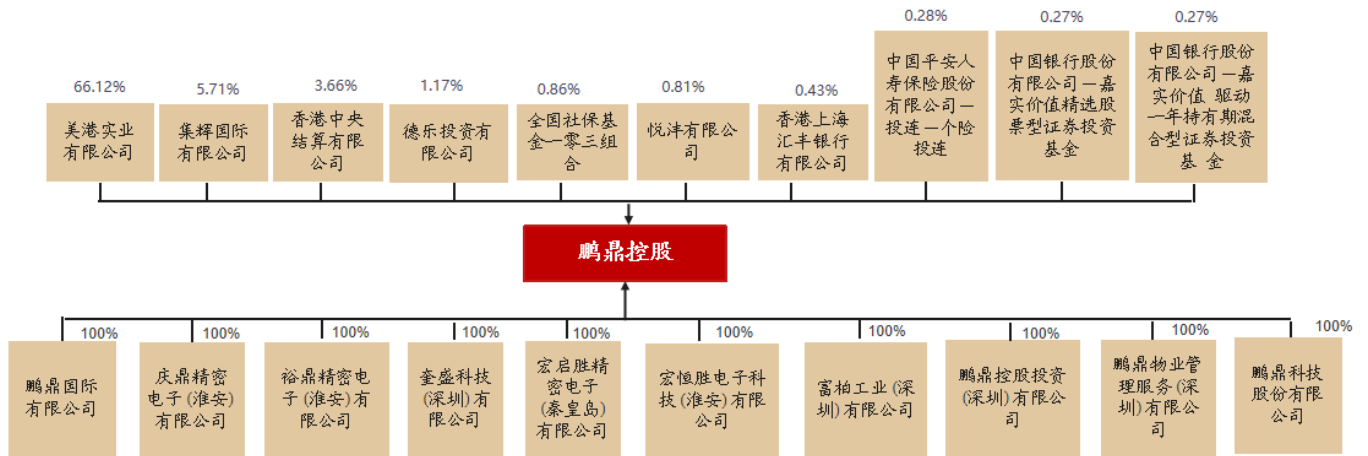 66.12%
美港实业
有限公司
5.71%
集辉国际
有限公司
3.66%
香港中央
结算有限
公司
1.17%
德乐投资有
限公司
0.86%
全国社保基
金一零三组
合
0.81%
悦沣有限公
司
0.43%
香港上海
汇丰银行
有限公司
0.28%
中国平安人
寿保险股份
有限公司－
投连－个险
投连
0.27%
中国银行股份
有限公司－嘉
实价值精选股
票型证券投资
基金
0.27%
中国银行股份
有限公司－嘉
实价值 驱动
一年持有期混
合型证券投资
基 金
鹏鼎控股
100%
鹏鼎国际
有限公司
100%
庆鼎精密
电子(淮安)
有限公司
100%
裕鼎精密电
子(淮安)有
限公司
100%
奎盛科技
(深圳)有
限公司
100%
宏启胜精
密电子
(秦皇岛)
有限公司
100%
宏恒胜电子科
技(淮安)有限
公司
100%
富柏工业(深
圳)有限公司
100%
鹏鼎控股投资
(深圳)有限
公司
100%
鹏鼎物业管
理服务(深
圳)有限公
司
100%
鹏鼎科技
股份有限
公司